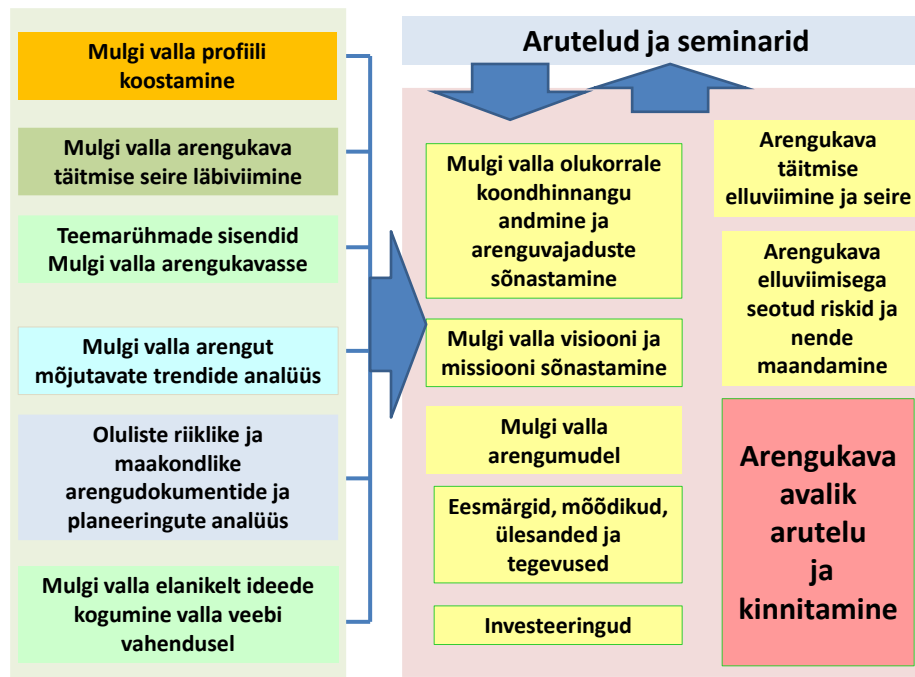 Mulgi valla profiili
koostamine
Mulgi valla arengukava
täitmise seire läbiviimine
Teemarühmade sisendid
Mulgi valla arengukavasse
Mulgi valla arengut
mõjutavate trendide analüüs
Oluliste riiklike ja
maakondlike
arengudokumentide ja
planeeringute analüüs
Mulgi valla elanikelt ideede
kogumine valla veebi
vahendusel
Arutelud ja seminarid
Mulgi valla olukorrale
koondhinnangu
andmine ja
arenguvajaduste
sõnastamine
Mulgi valla visiooni ja
missiooni sõnastamine
Mulgi valla
arengumudel
Eesmärgid, mõõdikud,
ülesanded ja
tegevused
Investeeringud
Arengukava
täitmise
elluviimine ja seire
Arengukava
elluviimisega
seotud riskid ja
nende
maandamine
Arengukava
avalik
arutelu
ja
kinnitamine